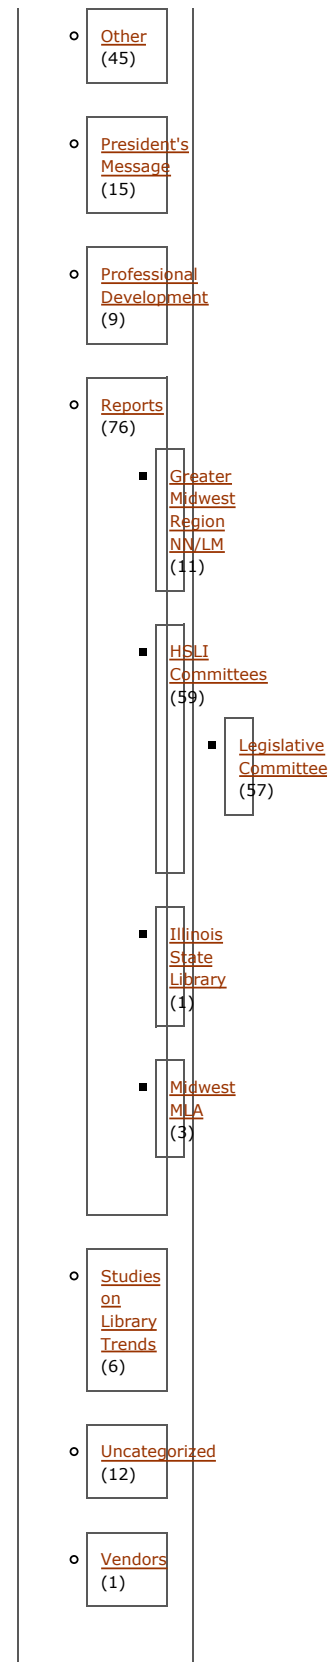 Other
(45)
President's
Message
(15)
Professional
Development
(9)
Reports
(76)
Greater
Midwest
Region
NN/LM
(11)
HSLI
Committees
(59)
Legislative
Committee
(57)
Illinois
State
Library
(1)
Midwest
MLA
(3)
Studies
on
Library
Trends
(6)
Uncategorized
(12)
Vendors
(1)